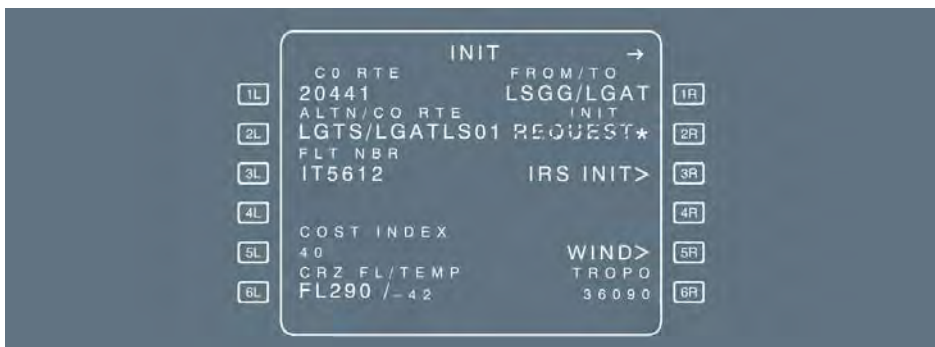 INIT →
C0 RTE FROM/TO
1L 20441 LSGG/LGAT 1R
ALTN/CO RTE INIT
2L LGTS/LGATLS01 REQUEST* 2R
FLT NBR
3L IT5612 IRS INIT> 3R
4L 4R
COST INDEX
5L 40 WIND> 5R
CRZ FL/TEMP TROPO
6L FL290 /-42 36090 6R